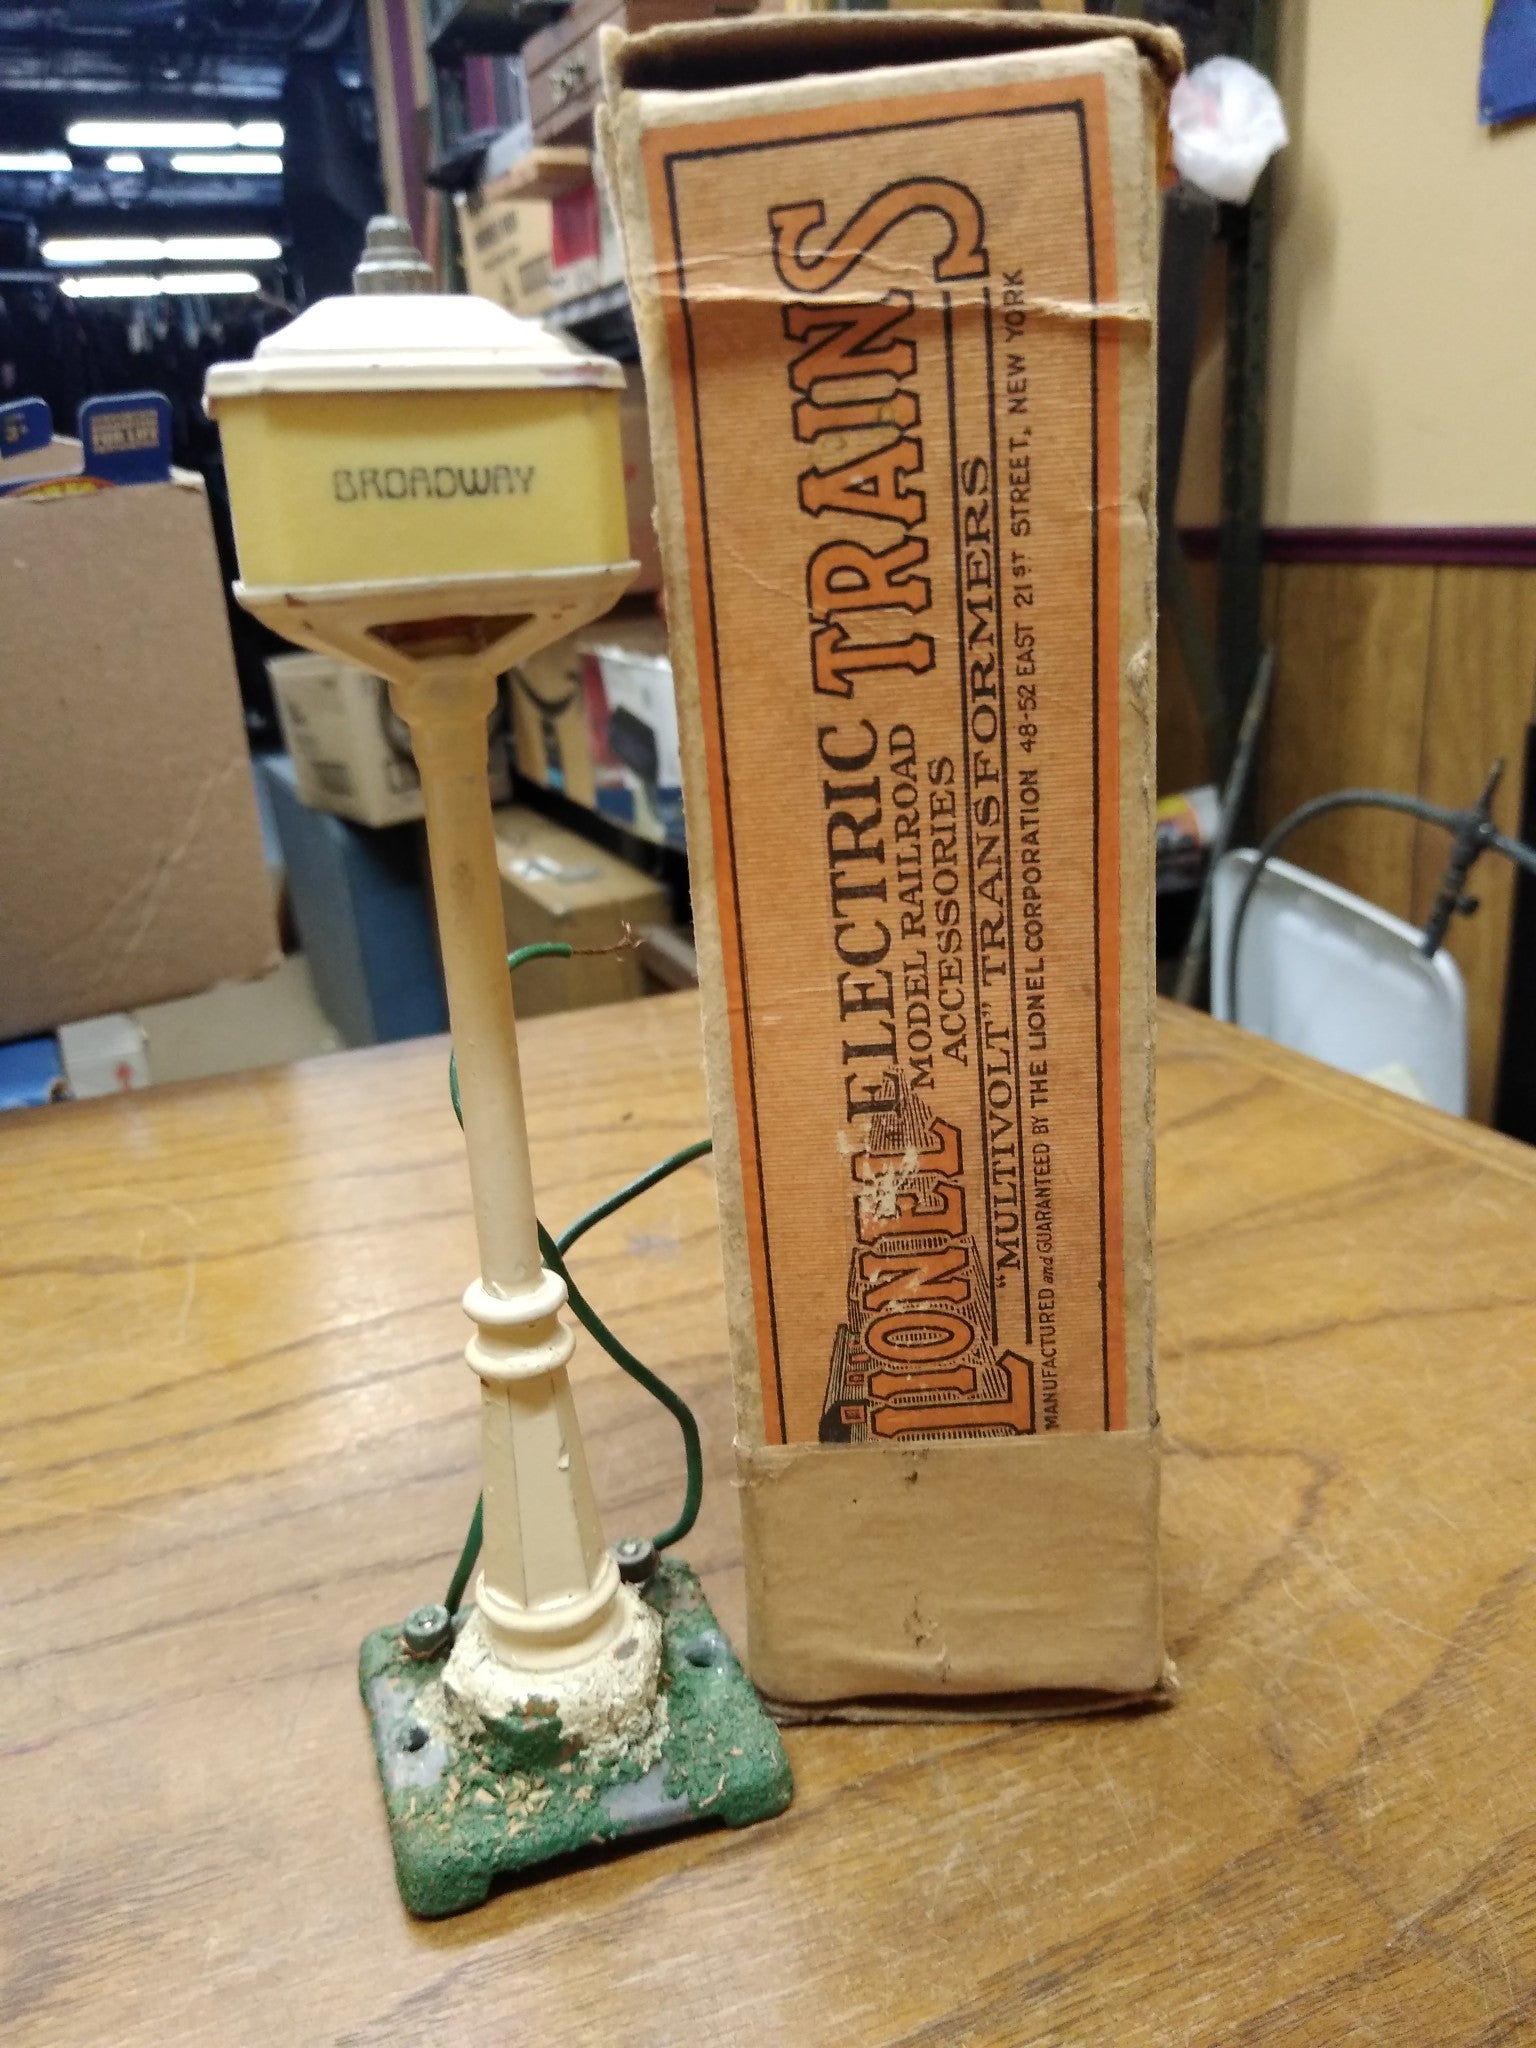 BROADWAY
LIONEL ELECTRIC TRAINS
MODEL RAILROAD
ACCESSORIES
"MULTIVOLT" TRANSFORMERS
MANUFACTURED and GUARANTEED BY THE LIONEL CORPORATION 48-52 EAST 21ST STREET, NEW YORK